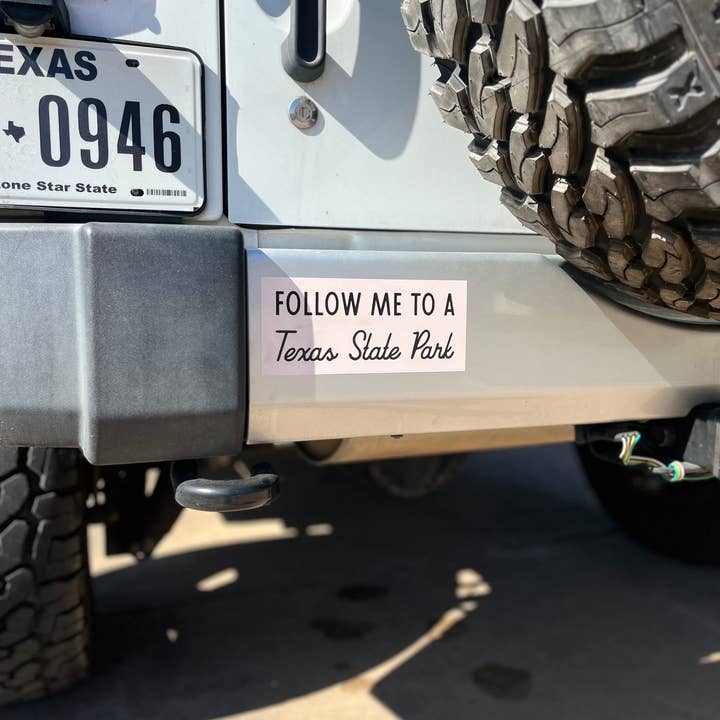 EXAS
0946
one Star State
FOLLOW ME TO A
Texas State Park